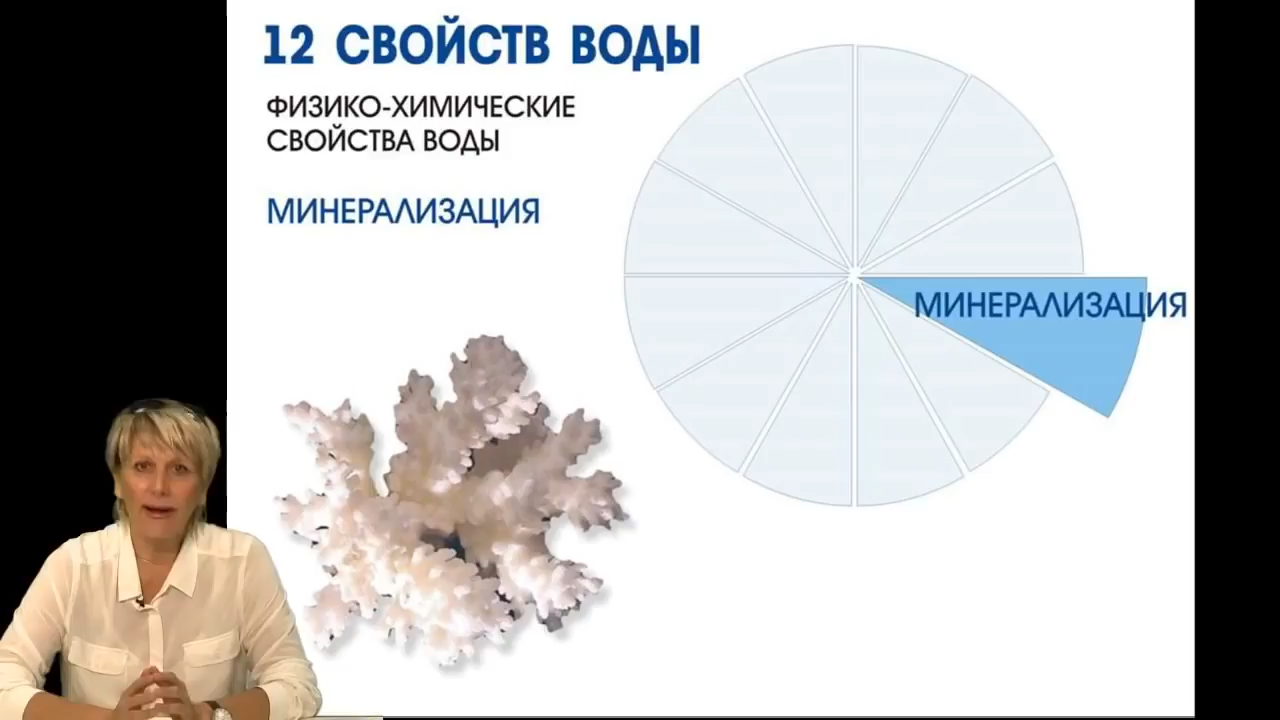 12 СВОЙСТВ ВОДЫ
ФИЗИКО-ХИМИЧЕСКИЕ
СВОЙСТВА ВОДЫ
МИНЕРАЛИЗАЦИЯ
МИНЕРАЛИЗАЦИЯ